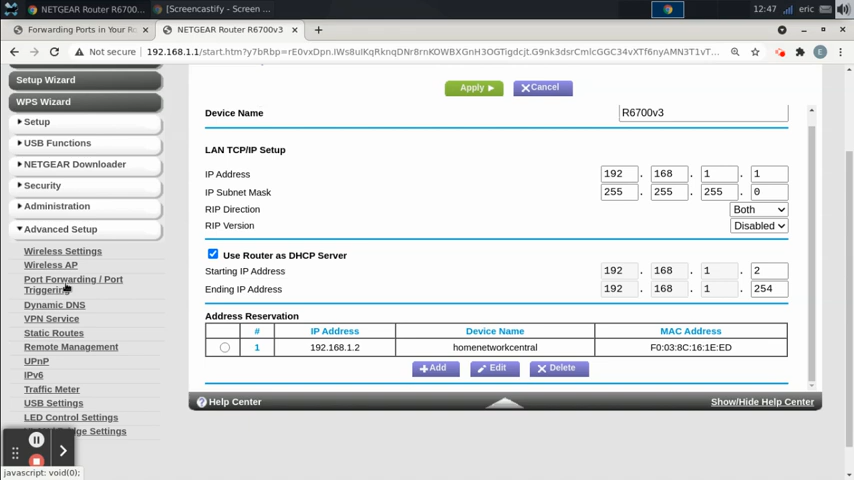 NETGEAR Router R6700...
[Screencastify - Screen ...
12:47
eric
Forwarding Ports in Your Ro
NETGEAR Router R6700v3
Not secure
192.168.1.1/start.htm?y7bRbp=rE0vxDpn.IWs8uIKqRknqDNr8rnKOWBXGnH3OGTigdcjt.G9nk3dsrCmlcGGC34vXTf6nyAMN3T1vT...
Setup Wizard
WPS Wizard
Setup
USB Functions
NETGEAR Downloader
Security
Administration
Advanced Setup
Wireless Settings
Wireless AP
Port Forwarding / Port
Triggering
Dynamic DNS
VPN Service
Static Routes
Remote Management
UPnP
IPv6
Traffic Meter
USB Settings
LED Control Settings
Bridge Settings
javascript: void(0);
Apply
Cancel
Device Name R6700v3
LAN TCP/IP Setup
IP Address 192 . 168 . 1 . 1
IP Subnet Mask 255 . 255 . 255 . 0
RIP Direction Both
RIP Version Disabled
Use Router as DHCP Server
Starting IP Address 192 . 168 . 1 . 2
Ending IP Address 192 . 168 . 1 . 254
Address Reservation
# IP Address Device Name MAC Address
1 192.168.1.2 homenetworkcentral F0:03:8C:16:1E:ED
Add Edit Delete
Help Center Show/Hide Help Center